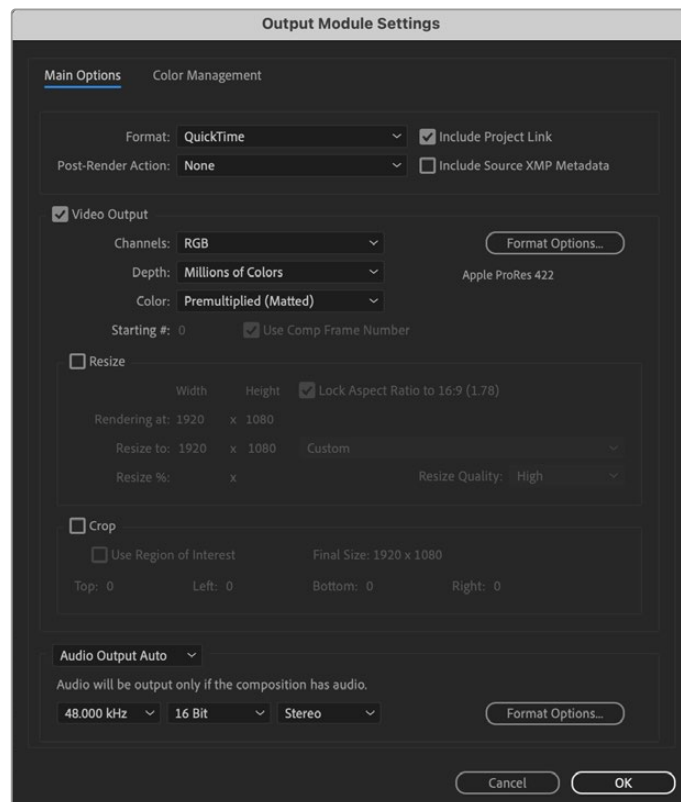 Output Module Settings
Main Options Color Management
Format: QuickTime Include Project Link
Post-Render Action: None Include Source XMP Metadata
Video Output
Channels: RGB Format Options...
Depth: Millions of Colors Apple ProRes 422
Color: Premultiplied (Matted)
Starting #: 0 Use Comp Frame Number
Resize
Width Height Lock Aspect Ratio to 16:9 (1.78)
Rendering at: 1920 x 1080
Resize to: 1920 x 1080 Custom
Resize %: x Resize Quality: High
Crop
Use Region of Interest Final Size: 1920 x 1080
Top: 0 Left: 0 Bottom: 0 Right: 0
Audio Output Auto
Audio will be output only if the composition has audio.
48.000 kHz 16 Bit Stereo Format Options...
Cancel OK